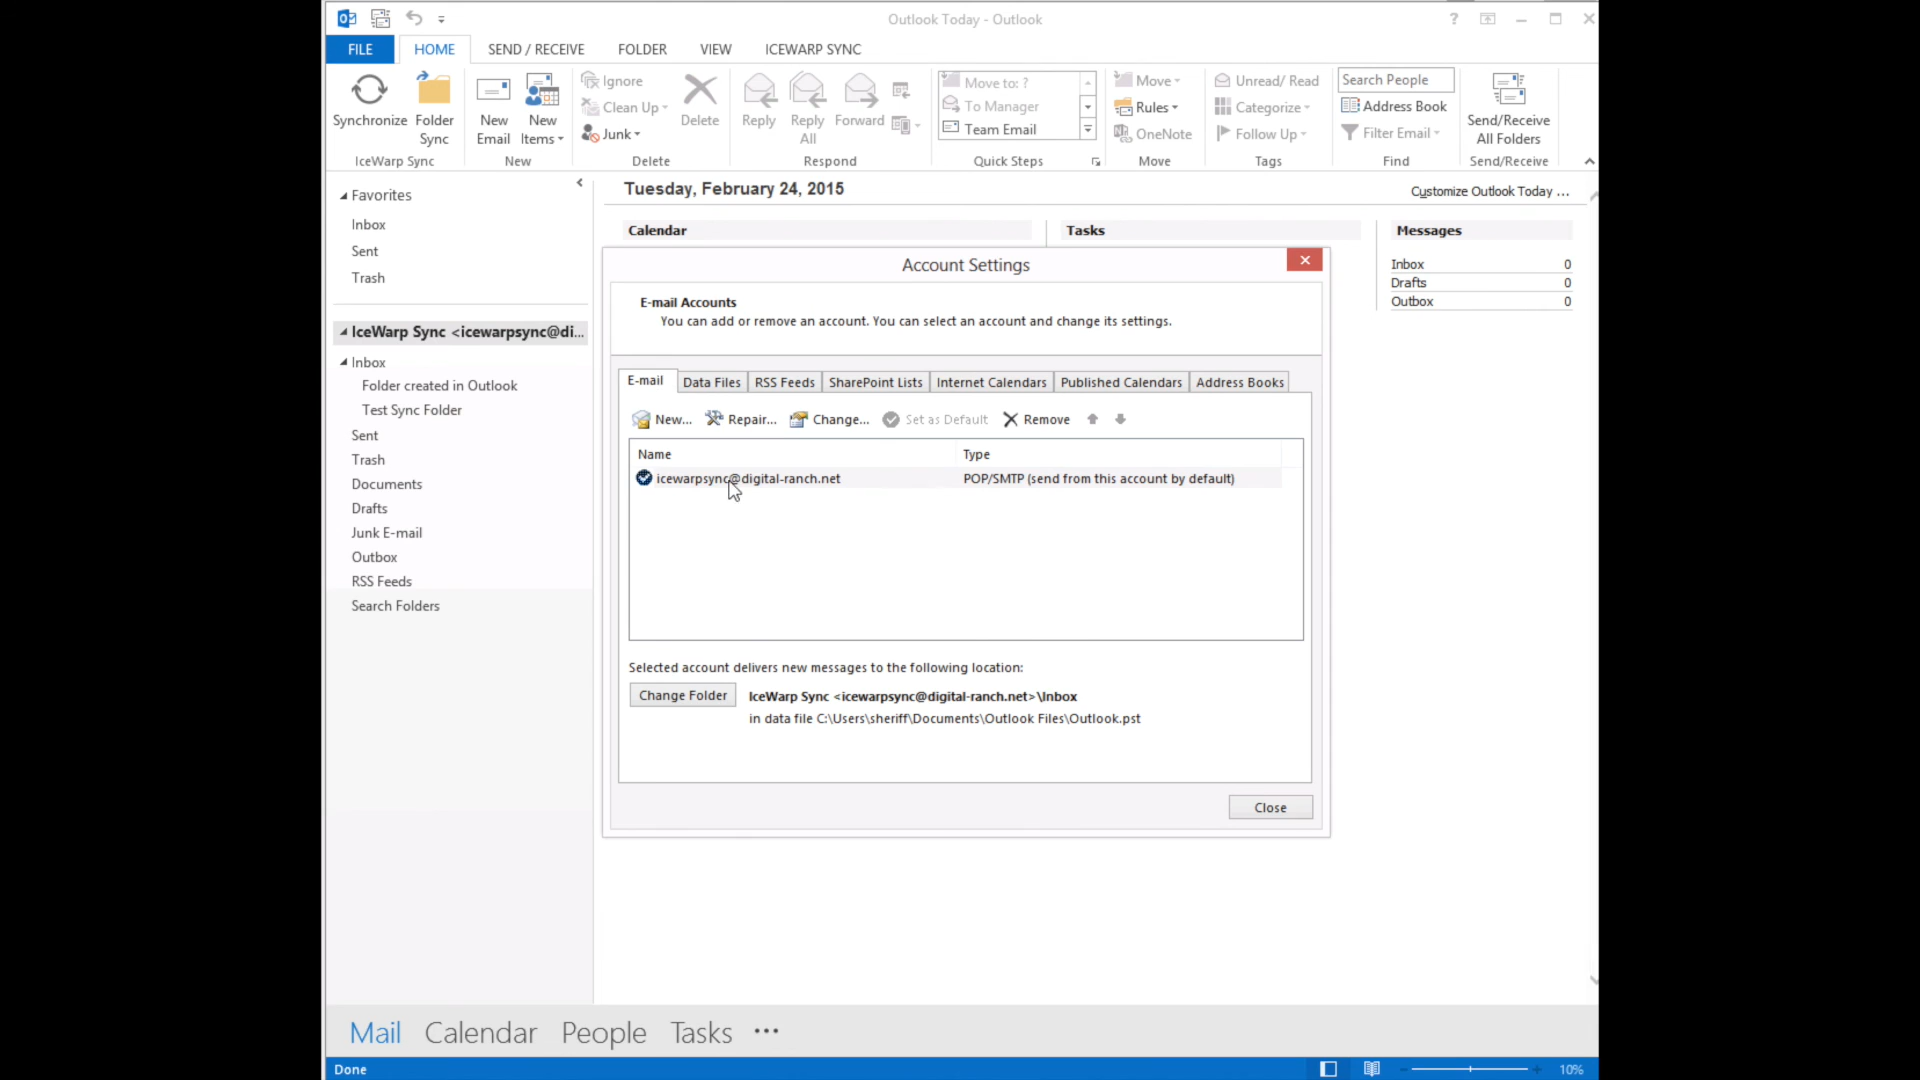 Outlook Today - Outlook
?
FILE
HOME
SEND / RECEIVE
FOLDER
VIEW
ICEWARP SYNC
Synchronize
Folder
Sync
IceWarp Sync
New
Email
New
Items
New
Ignore
Clean Up
Junk
Delete
Delete
Reply
Reply
All
Forward
Respond
Move to: ?
To Manager
Team Email
Quick Steps
Move
Rules
OneNote
Move
Unread/ Read
Categorize
Follow Up
Tags
Search People
Address Book
Filter Email
Find
Send/Receive
All Folders
Send/Receive
Favorites
Inbox
Sent
Trash
IceWarp Sync <icewarpsync@di...
Inbox
Folder created in Outlook
Test Sync Folder
Sent
Trash
Documents
Drafts
Junk E-mail
Outbox
RSS Feeds
Search Folders
Tuesday, February 24, 2015
Customize Outlook Today ...
Calendar
Tasks
Messages
Inbox 0
Drafts 0
Outbox 0
Account Settings
E-mail Accounts
You can add or remove an account. You can select an account and change its settings.
E-mail
Data Files
RSS Feeds
SharePoint Lists
Internet Calendars
Published Calendars
Address Books
New...
Repair...
Change...
Set as Default
Remove
Name Type
icewarpsync@digital-ranch.net POP/SMTP (send from this account by default)
Selected account delivers new messages to the following location:
Change Folder
IceWarp Sync <icewarpsync@digital-ranch.net>\Inbox
in data file C:\Users\sheriff\Documents\Outlook Files\Outlook.pst
Close
Mail Calendar People Tasks ...
Done
10%